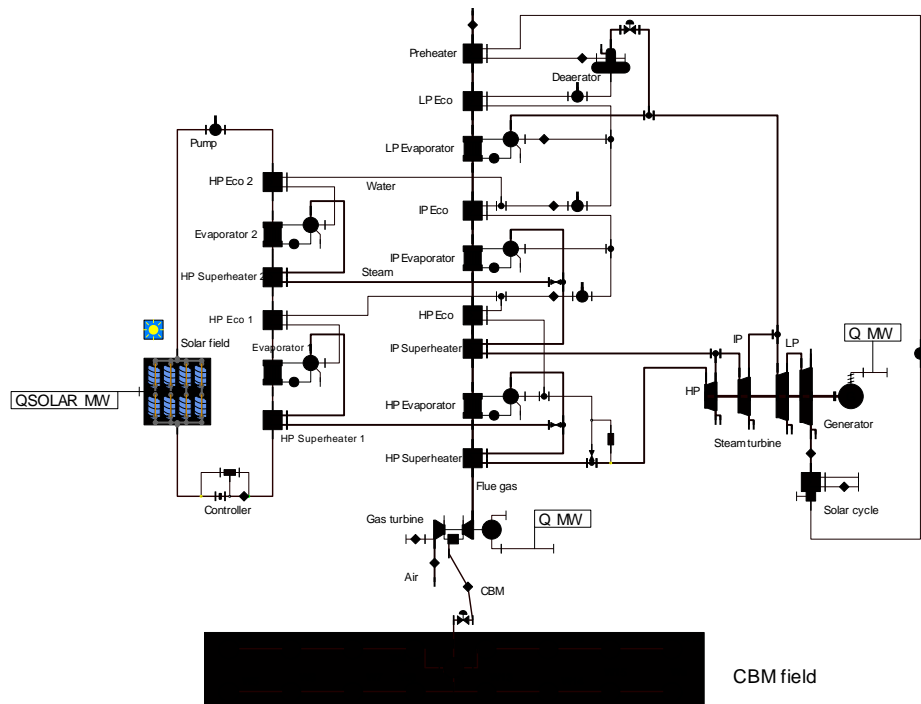 Preheater
Deaerator
LP Eco
Pump
LP Evaporator
HP Eco 2
Water
IP Eco
Evaporator 2
IP Evaporator
HP Superheater 2
Steam
HP Eco 1
HP Eco
Solar field
Evaporator 1
IP Superheater
IP
LP
Q MW
QSOLAR MW
HP
HP Evaporator
Generator
Steam turbine
HP Superheater 1
HP Superheater
Flue gas
Controller
Solar cycle
Gas turbine
Q MW
Air
CBM
CBM field